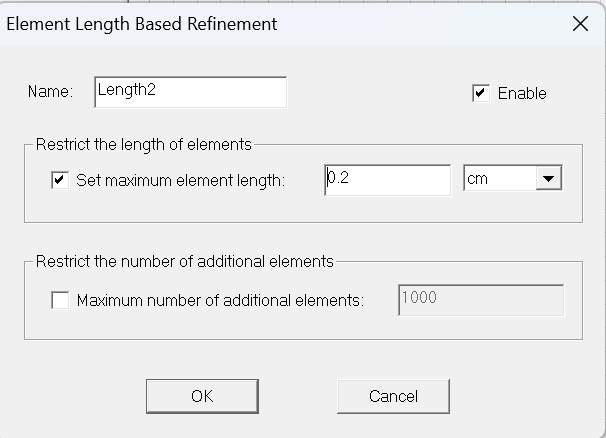 Element Length Based Refinement
Name: Length2 Enable
Restrict the length of elements
Set maximum element length: 0.2 cm
Restrict the number of additional elements
Maximum number of additional elements: 1000
OK Cancel